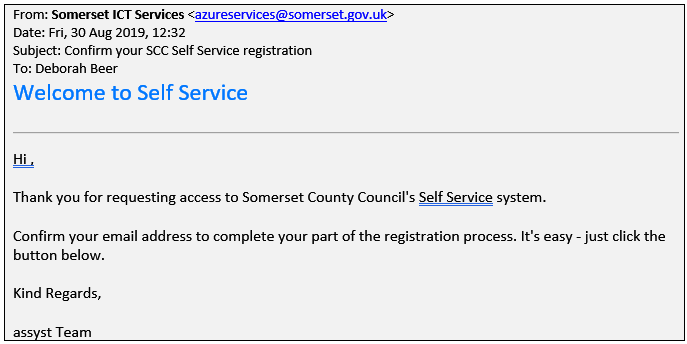 From: Somerset ICT Services <azureservices@somerset.gov.uk>
Date: Fri, 30 Aug 2019, 12:32
Subject: Confirm your SCC Self Service registration
To: Deborah Beer
Welcome to Self Service
Hi ,
Thank you for requesting access to Somerset County Council's Self Service system.
Confirm your email address to complete your part of the registration process. It's easy - just click the
button below.
Kind Regards,
assyst Team